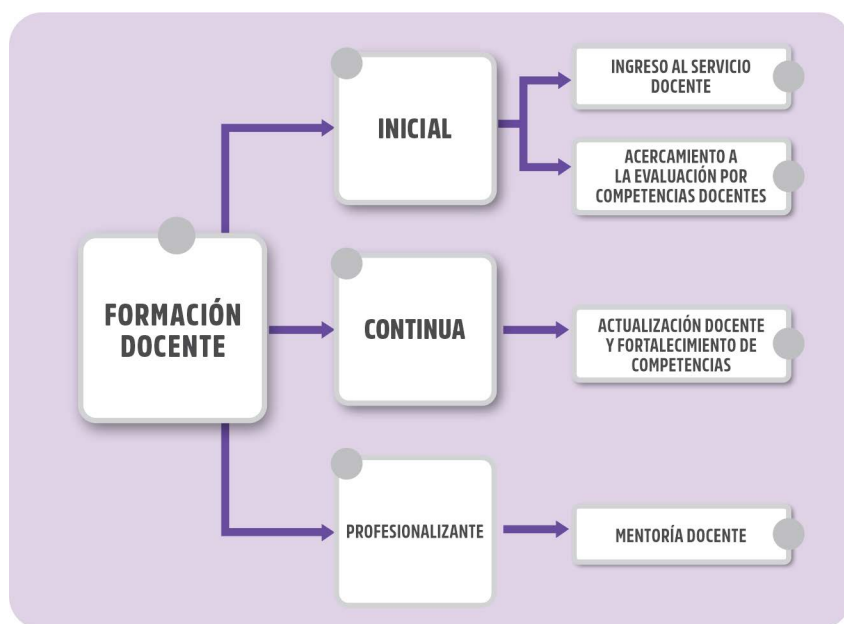 FORMACIÓN
DOCENTE
INICIAL
INGRESO AL SERVICIO
DOCENTE
ACERCAMIENTO A
LA EVALUACIÓN POR
COMPETENCIAS DOCENTES
CONTINUA
ACTUALIZACIÓN DOCENTE
Y FORTALECIMIENTO DE
COMPETENCIAS
PROFESIONALIZANTE
MENTORÍA DOCENTE